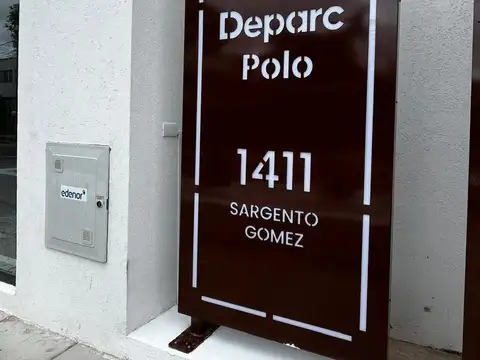 Deparc
Polo
1411
SARGENTO
GOMEZ
edenor